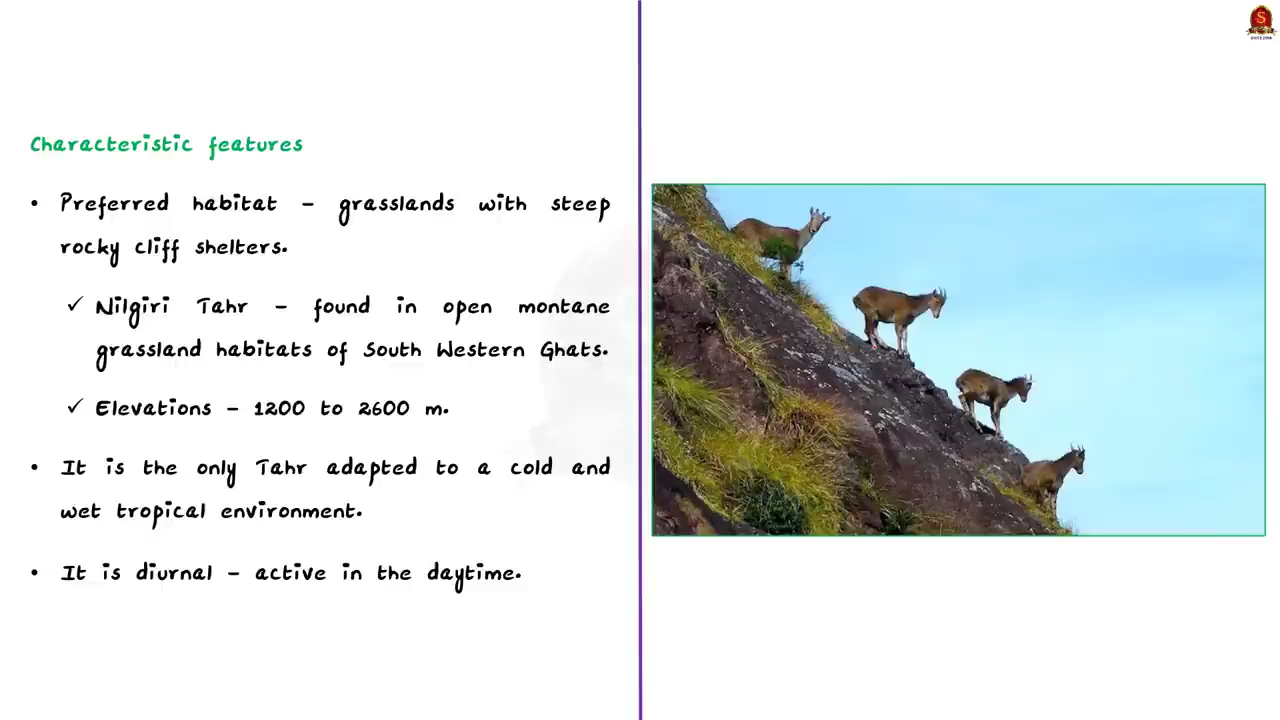 Characteristic features
• Preferred habitat – grasslands with steep
rocky cliff shelters.
✓ Nilgiri Tahr – found in open montane
grassland habitats of South Western Ghats.
✓ Elevations – 1200 to 2600 m.
• It is the only Tahr adapted to a cold and
wet tropical environment.
• It is diurnal – active in the daytime.
S
SINCE 2004